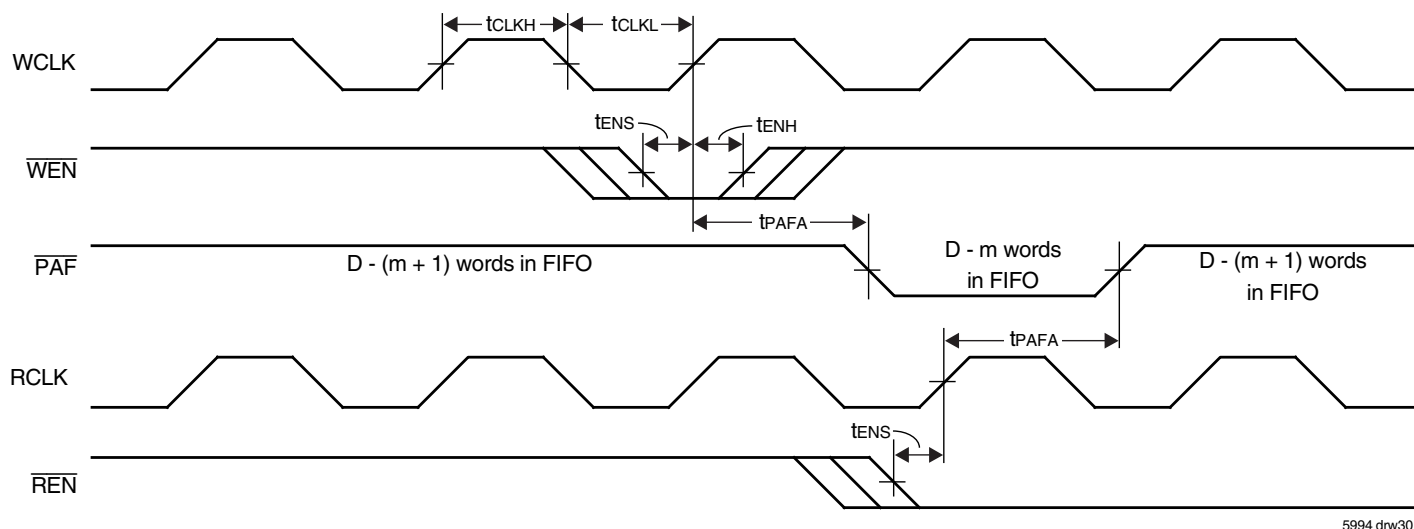 tCLKH
tCLKL
WCLK
tENS
tENH
WEN
tPAFA
PAF
D - (m + 1) words in FIFO
D - m words
in FIFO
D - (m + 1) words
in FIFO
tPAFA
RCLK
tENS
REN
5994 drw30